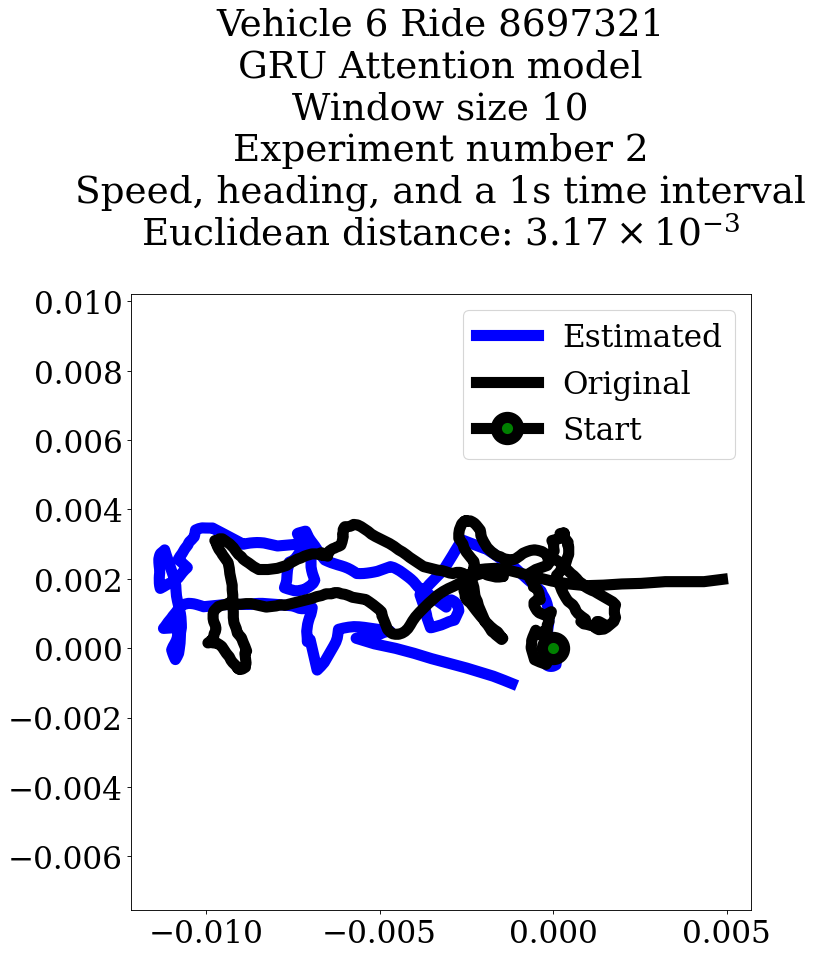 Vehicle 6 Ride 8697321
GRU Attention model
Window size 10
Experiment number 2
Speed, heading, and a 1s time interval
Euclidean distance: 3.17 × 10⁻³
0.010
0.008
0.006
0.004
0.002
0.000
−0.002
−0.004
−0.006
Estimated
Original
Start
−0.010 −0.005 0.000 0.005